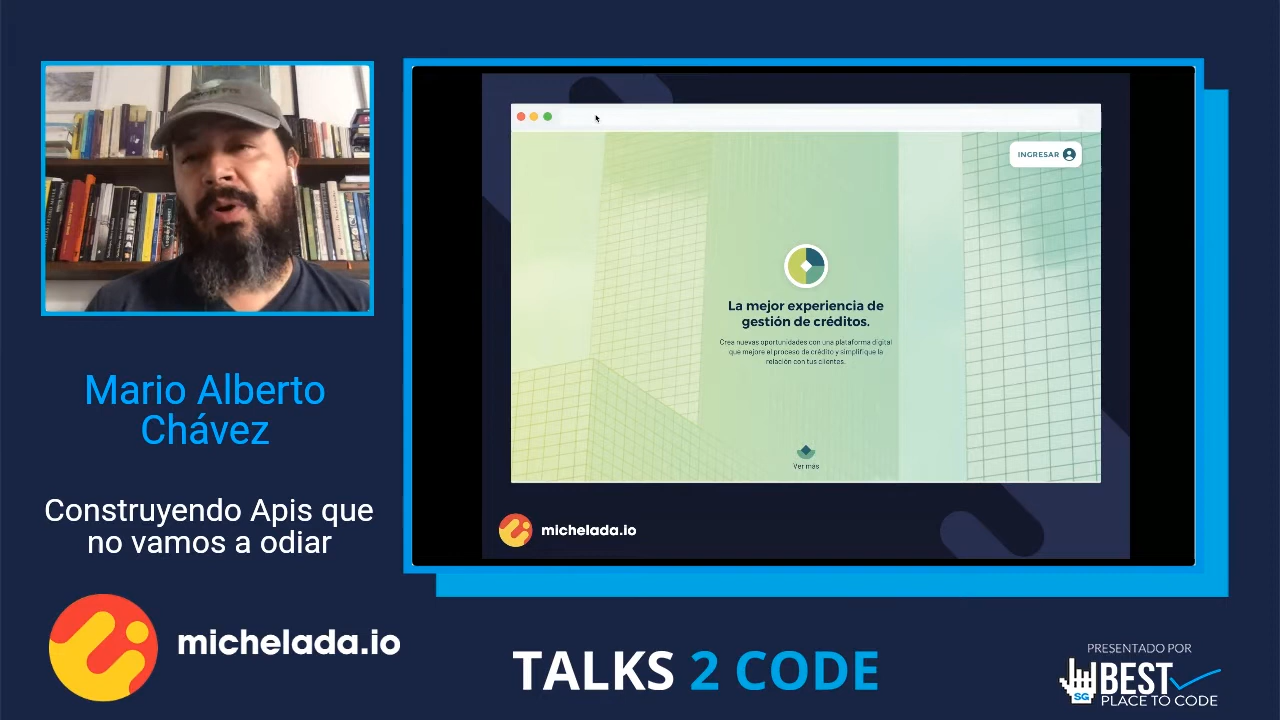 INGRESAR
La mejor experiencia de
gestión de créditos.
Crea nuevas oportunidades con una plataforma digital
que mejore el proceso de crédito y simplifique la
relación con tus clientes.
Ver más
michelada.io
Mario Alberto
Chávez
Construyendo Apis que
no vamos a odiar
michelada.io
TALKS 2 CODE
PRESENTADO POR
SG
BEST
PLACE TO CODE